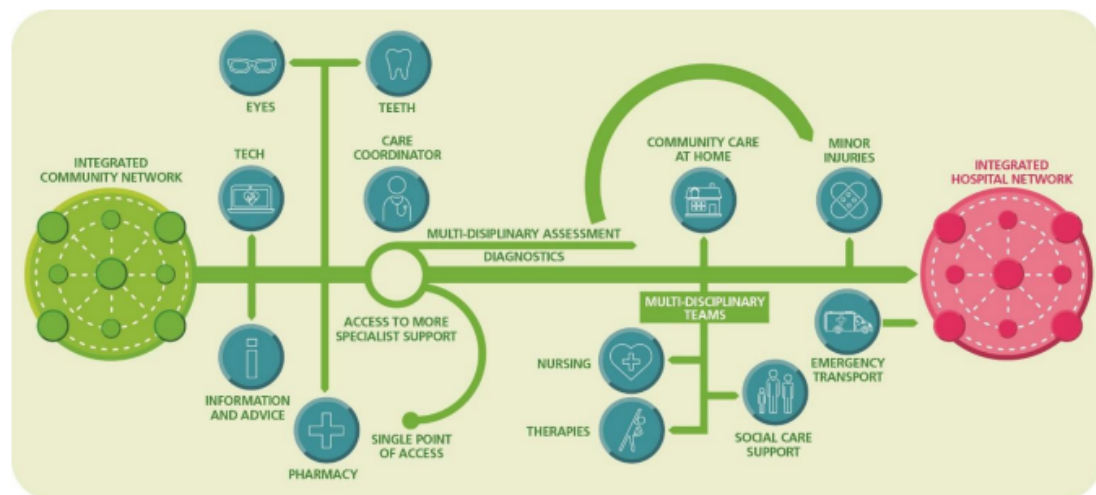 EYES
TEETH
INTEGRATED
COMMUNITY NETWORK
TECH
CARE
COORDINATOR
COMMUNITY CARE
AT HOME
MINOR
INJURIES
INTEGRATED
HOSPITAL NETWORK
MULTI-DISIPLINARY ASSESSMENT
DIAGNOSTICS
ACCESS TO MORE
SPECIALIST SUPPORT
MULTI-DISCIPLINARY
TEAMS
INFORMATION
AND ADVICE
PHARMACY
SINGLE POINT
OF ACCESS
NURSING
THERAPIES
SOCIAL CARE
SUPPORT
EMERGENCY
TRANSPORT